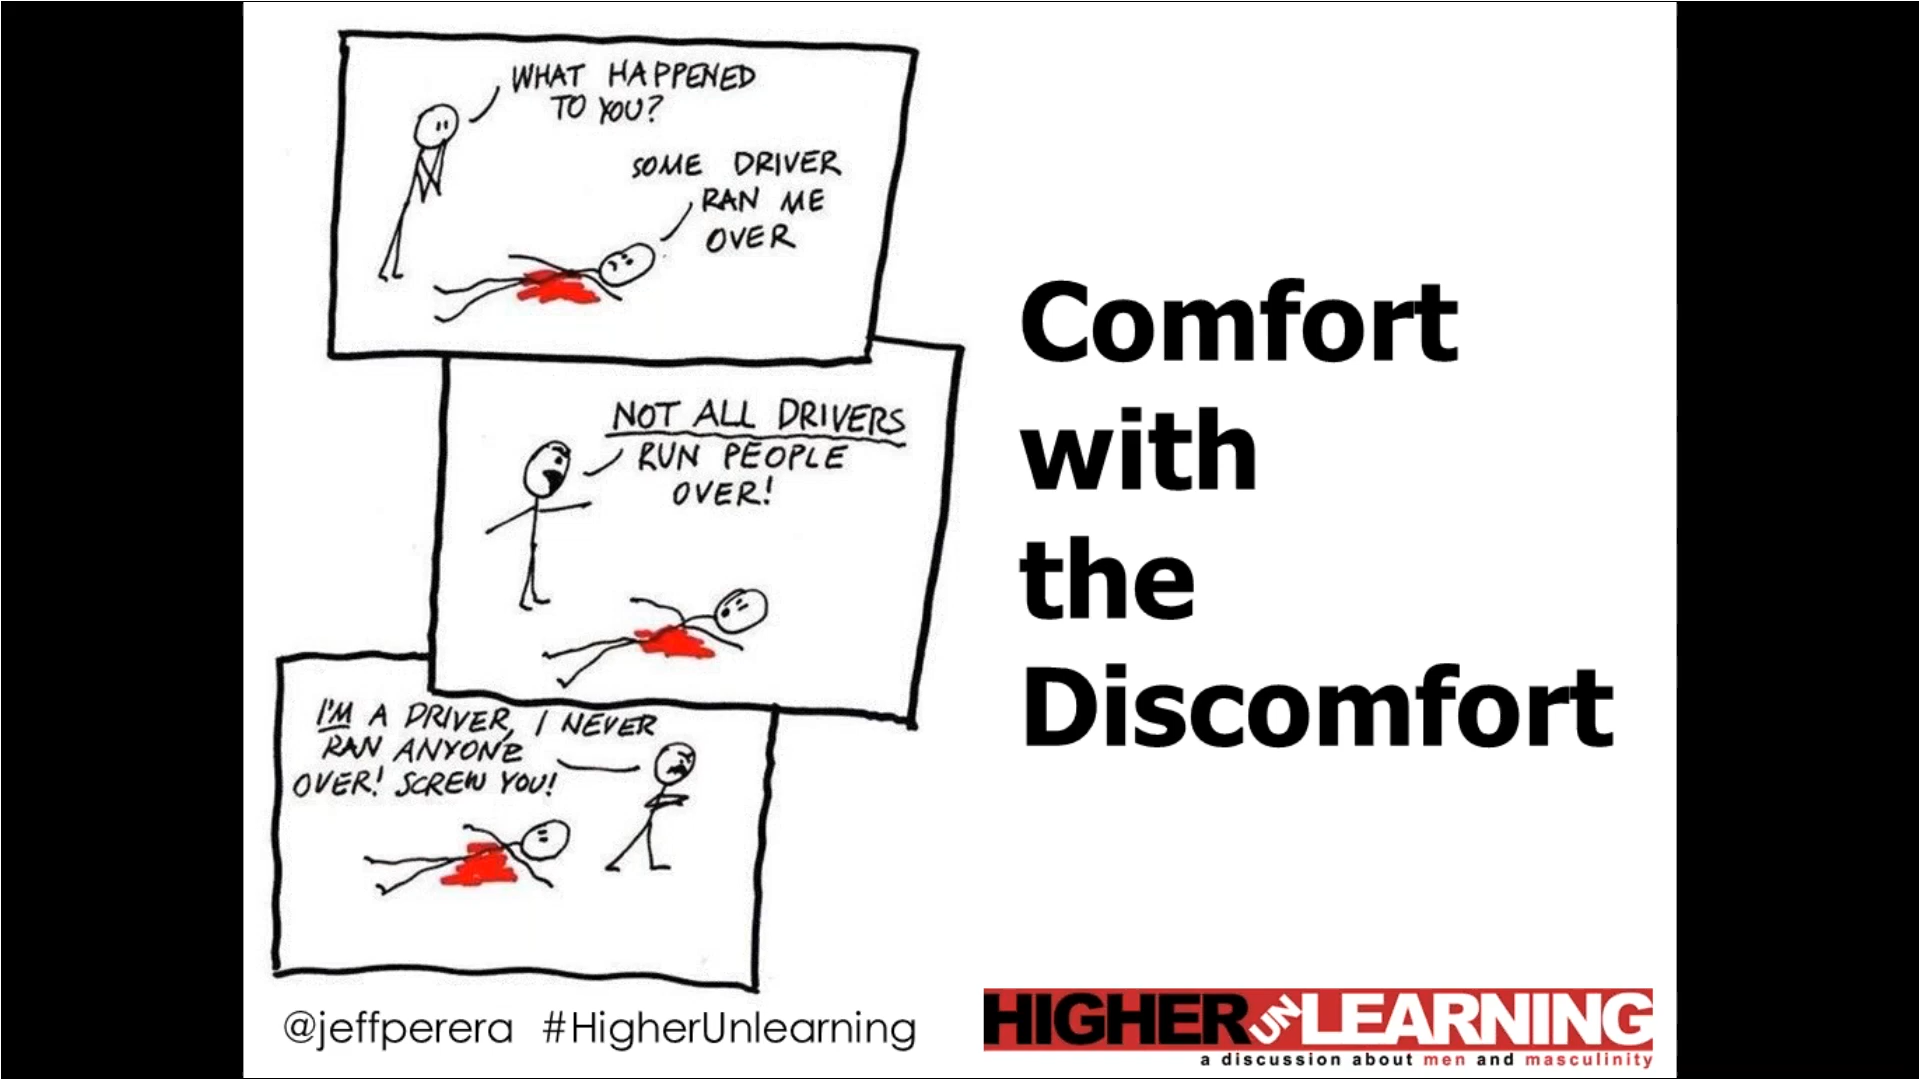 WHAT HAPPENED
TO YOU?
SOME DRIVER
RAN ME
OVER
NOT ALL DRIVERS
RUN PEOPLE
OVER!
I'M A DRIVER, I NEVER
RAN ANYONE
OVER! SCREW YOU!
Comfort
with
the
Discomfort
@jeffperera #HigherUnlearning
HIGHER UN LEARNING
a discussion about men and masculinity